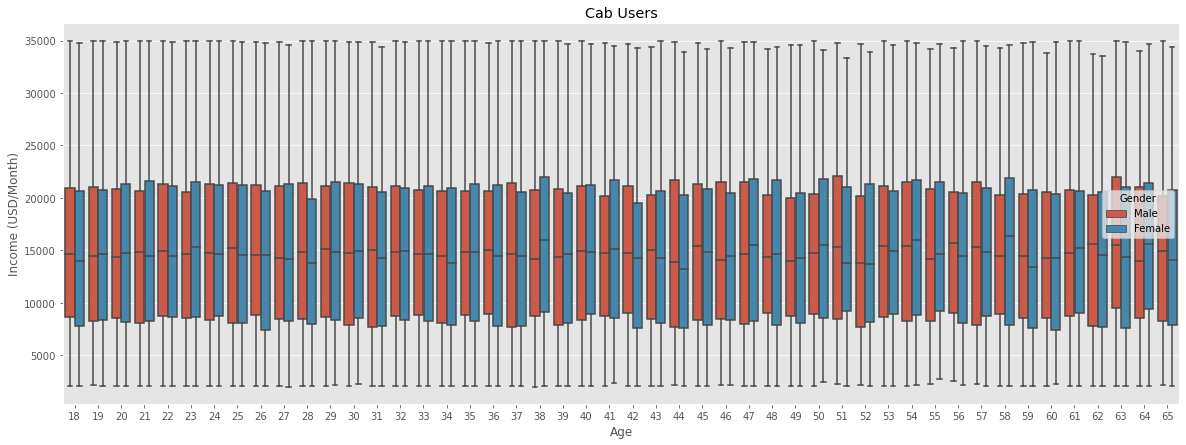 Cab Users
35000
30000
25000
20000
15000
10000
5000
Income (USD/Month)
Gender
Male
Female
18 19 20 21 22 23 24 25 26 27 28 29 30 31 32 33 34 35 36 37 38 39 40 41 42 43 44 45 46 47 48 49 50 51 52 53 54 55 56 57 58 59 60 61 62 63 64 65
Age